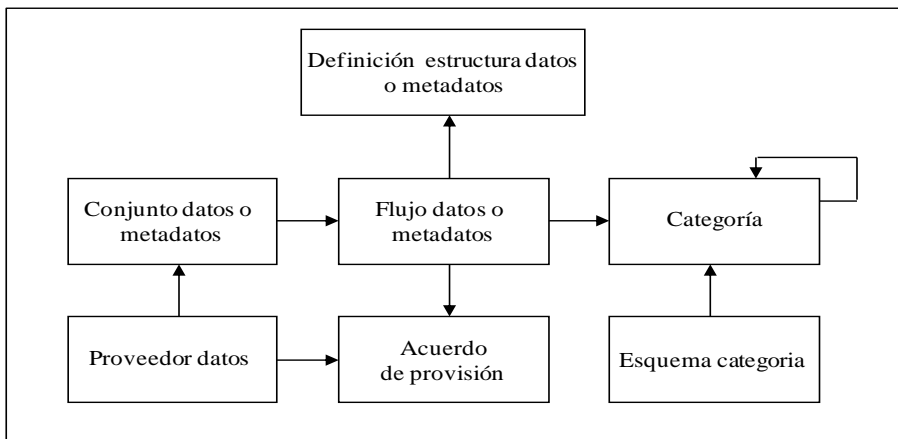 Definición estructura datos
o metadatos
Conjunto datos o
metadatos
Flujo datos o
metadatos
Categoría
Proveedor datos
Acuerdo
de provisión
Esquema categoria